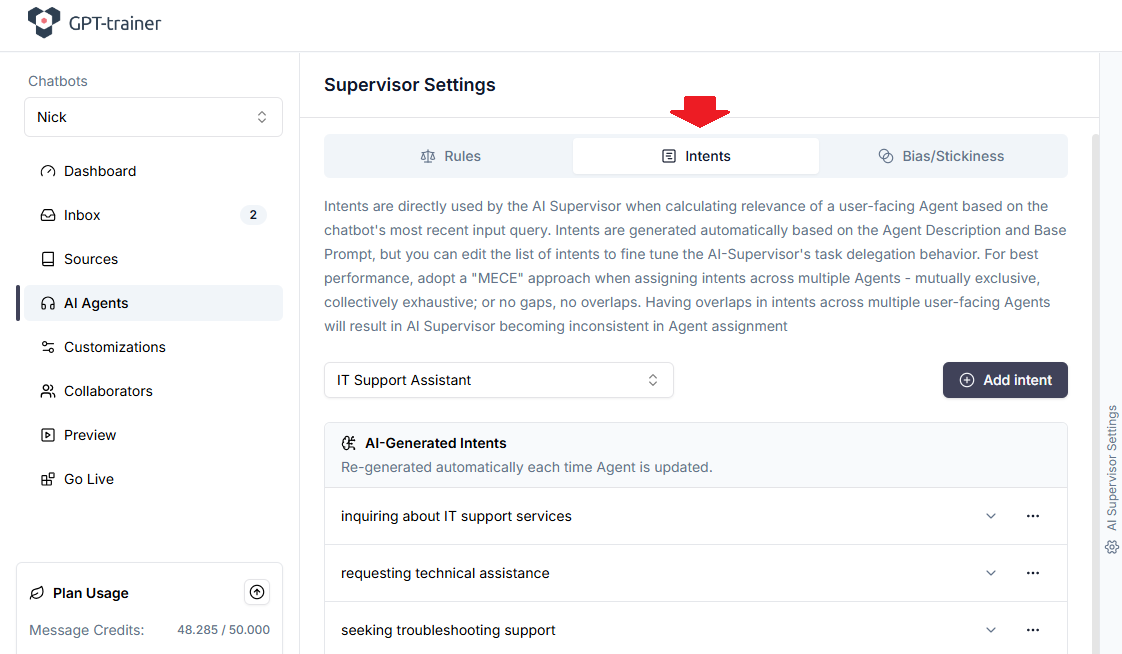 GPT-trainer
Chatbots
Nick
Dashboard
Inbox 2
Sources
AI Agents
Customizations
Collaborators
Preview
Go Live
Plan Usage
Message Credits: 48.285 / 50.000
Supervisor Settings
Rules
Intents
Bias/Stickiness
Intents are directly used by the AI Supervisor when calculating relevance of a user-facing Agent based on the
chatbot's most recent input query. Intents are generated automatically based on the Agent Description and Base
Prompt, but you can edit the list of intents to fine tune the AI-Supervisor's task delegation behavior. For best
performance, adopt a "MECE" approach when assigning intents across multiple Agents - mutually exclusive,
collectively exhaustive; or no gaps, no overlaps. Having overlaps in intents across multiple user-facing Agents
will result in AI Supervisor becoming inconsistent in Agent assignment
IT Support Assistant
Add intent
AI-Generated Intents
Re-generated automatically each time Agent is updated.
inquiring about IT support services
requesting technical assistance
seeking troubleshooting support
AI Supervisor Settings